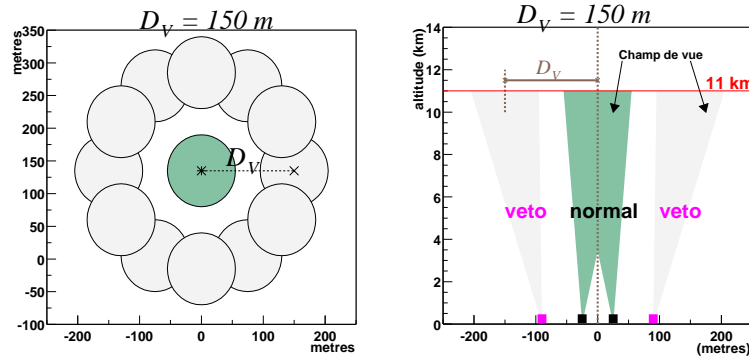 D_V = 150 m
metres
350
300
250
200
150
100
50
0
-50
-100
-200
-100
0
100
200
metres
D_V
D_V = 150 m
altitude (km)
14
12
10
8
6
4
2
0
-200
-100
0
100
200
(metres)
D_V
Champ de vue
11 km
veto
normal
veto